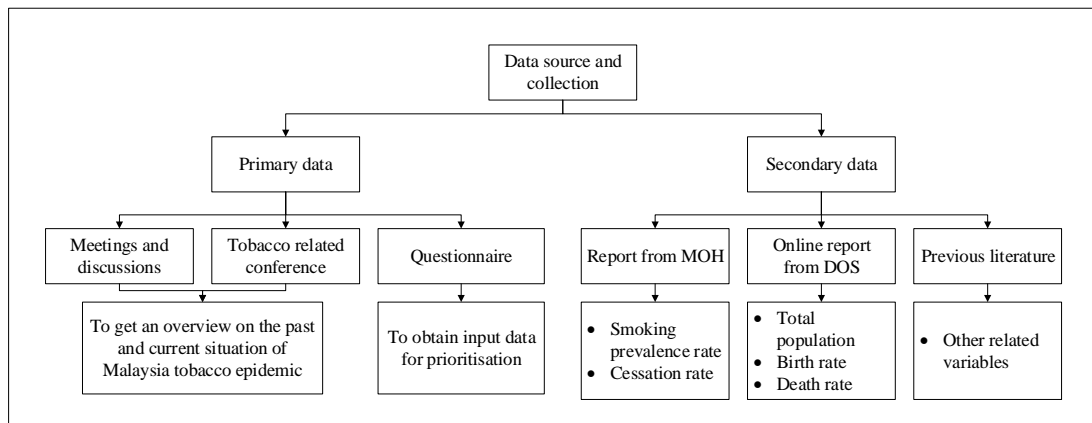 Data source and
collection
Primary data
Secondary data
Meetings and
discussions
Tobacco related
conference
Questionnaire
Report from MOH
Online report
from DOS
Previous literature
To get an overview on the past
and current situation of
Malaysia tobacco epidemic
To obtain input data
for prioritisation
• Smoking
prevalence rate
• Cessation rate
• Total
population
• Birth rate
• Death rate
• Other related
variables